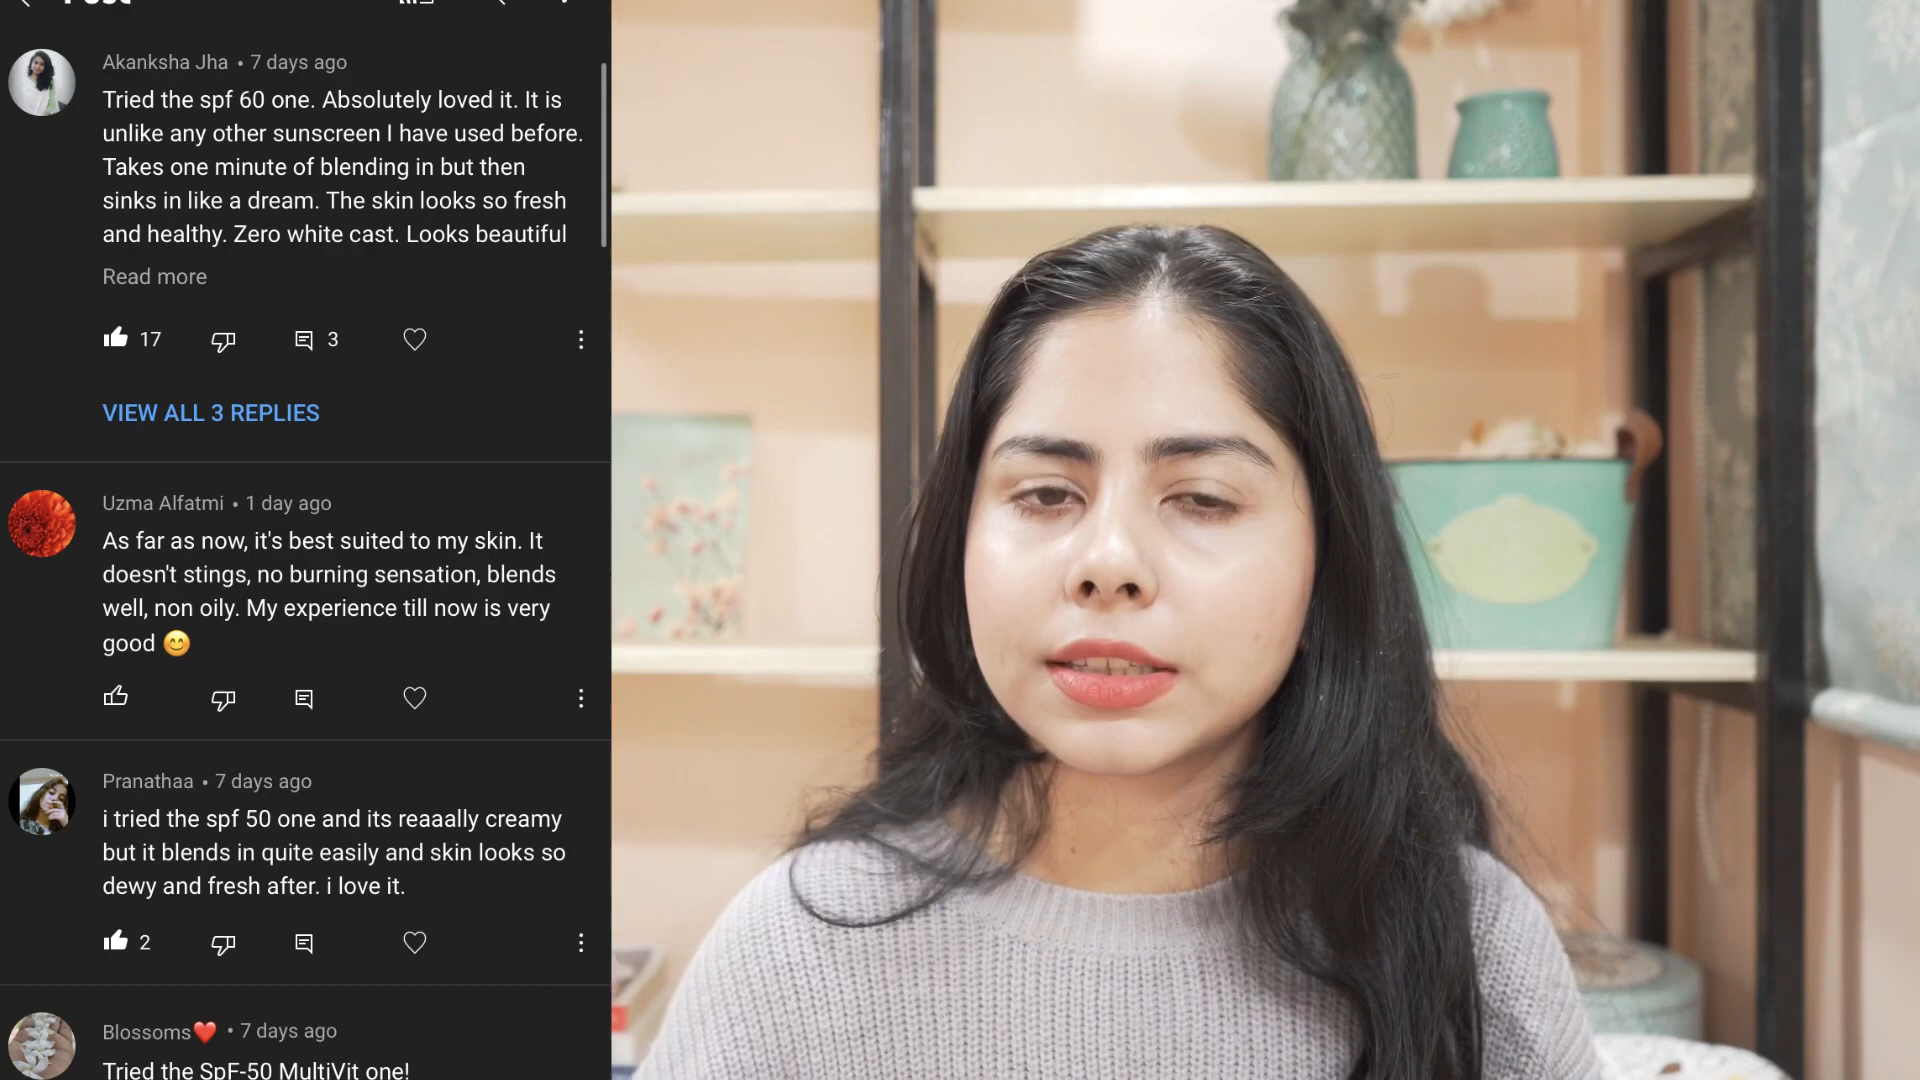 Post
Akanksha Jha • 7 days ago
Tried the spf 60 one. Absolutely loved it. It is
unlike any other sunscreen I have used before.
Takes one minute of blending in but then
sinks in like a dream. The skin looks so fresh
and healthy. Zero white cast. Looks beautiful
Read more
17
3
VIEW ALL 3 REPLIES
Uzma Alfatmi • 1 day ago
As far as now, it's best suited to my skin. It
doesn't stings, no burning sensation, blends
well, non oily. My experience till now is very
good 😊
Pranathaa • 7 days ago
i tried the spf 50 one and its reaaally creamy
but it blends in quite easily and skin looks so
dewy and fresh after. i love it.
2
Blossoms❤️ • 7 days ago
Tried the SpF-50 MultiVit one!